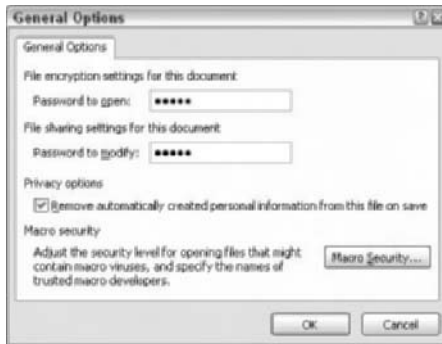 General Options
General Options
File encryption settings for this document
Password to open: •••••
File sharing settings for this document
Password to modify: •••••
Privacy options
Remove automatically created personal information from this file on save
Macro security
Adjust the security level for opening files that might
contain macro viruses, and specify the names of
trusted macro developers.
Macro Security...
OK Cancel